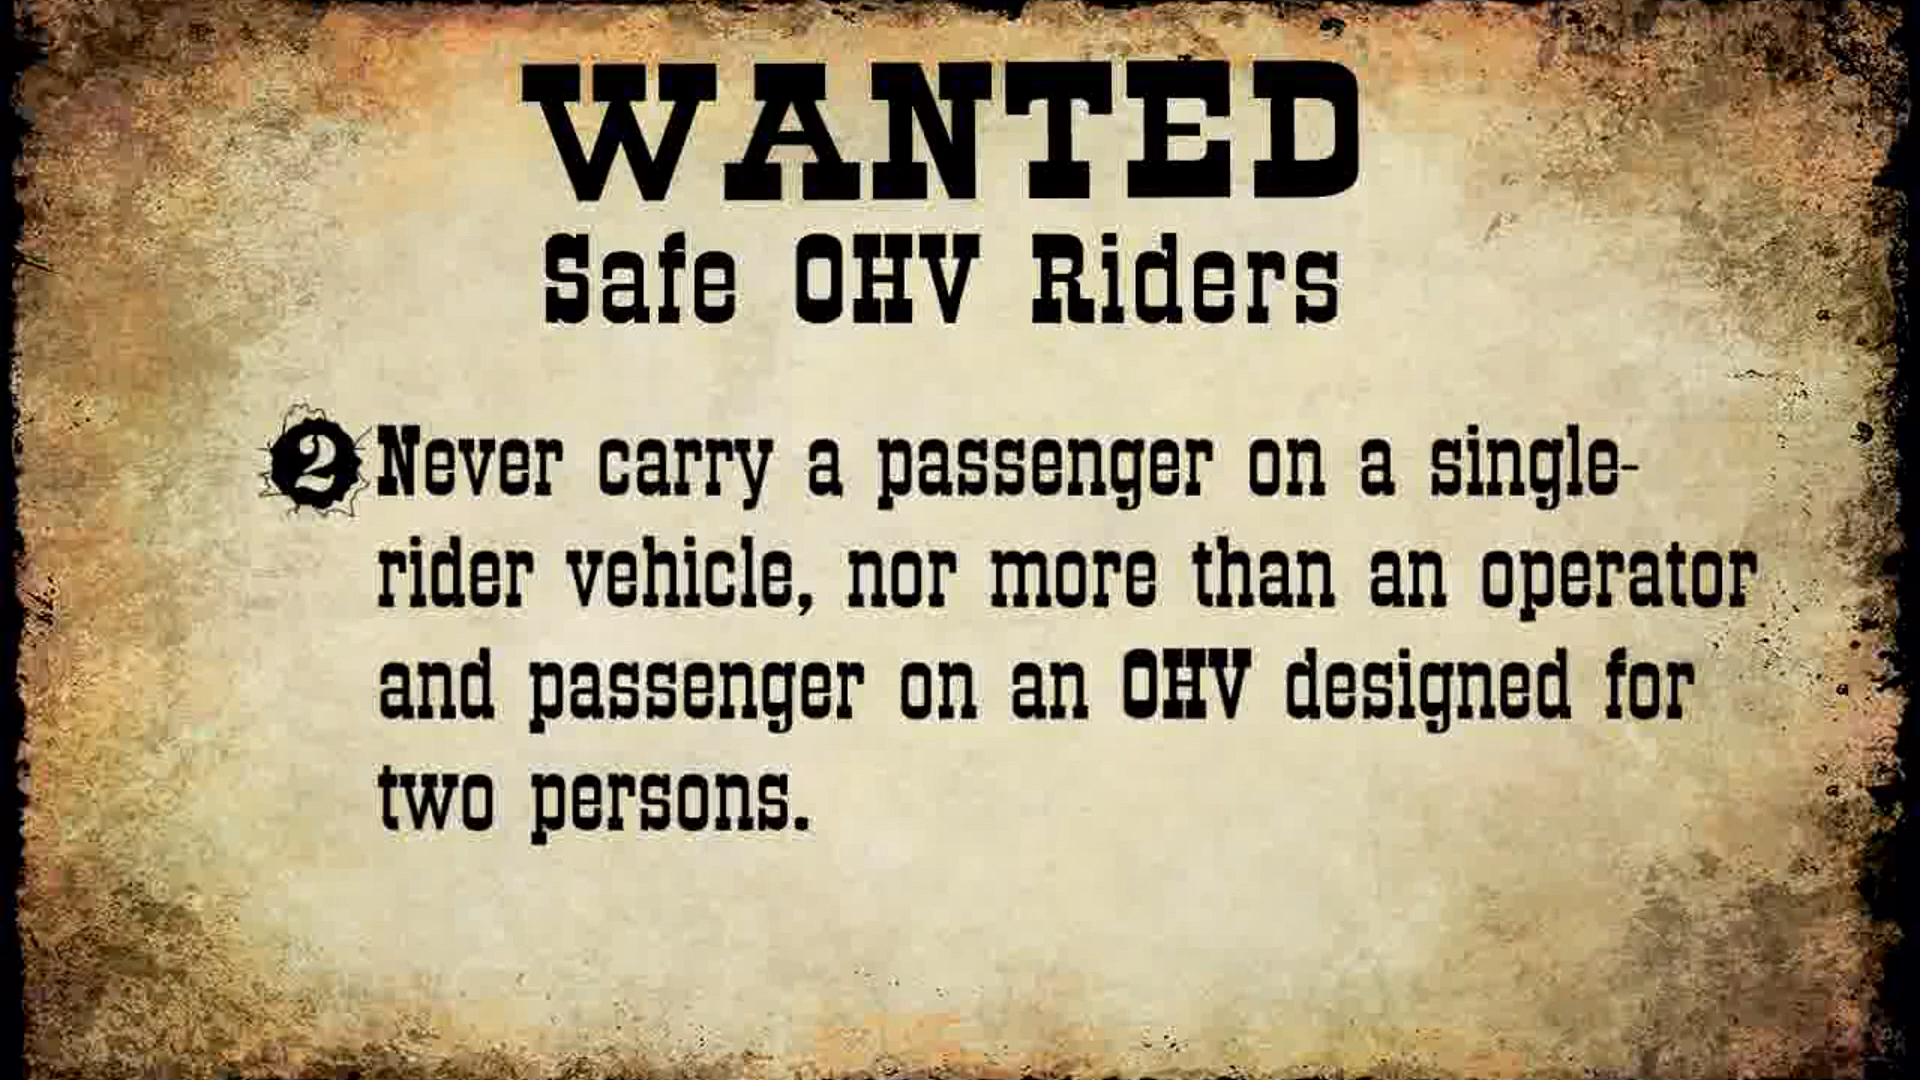 WANTED
Safe OHV Riders
2 Never carry a passenger on a single-
rider vehicle, nor more than an operator
and passenger on an OHV designed for
two persons.